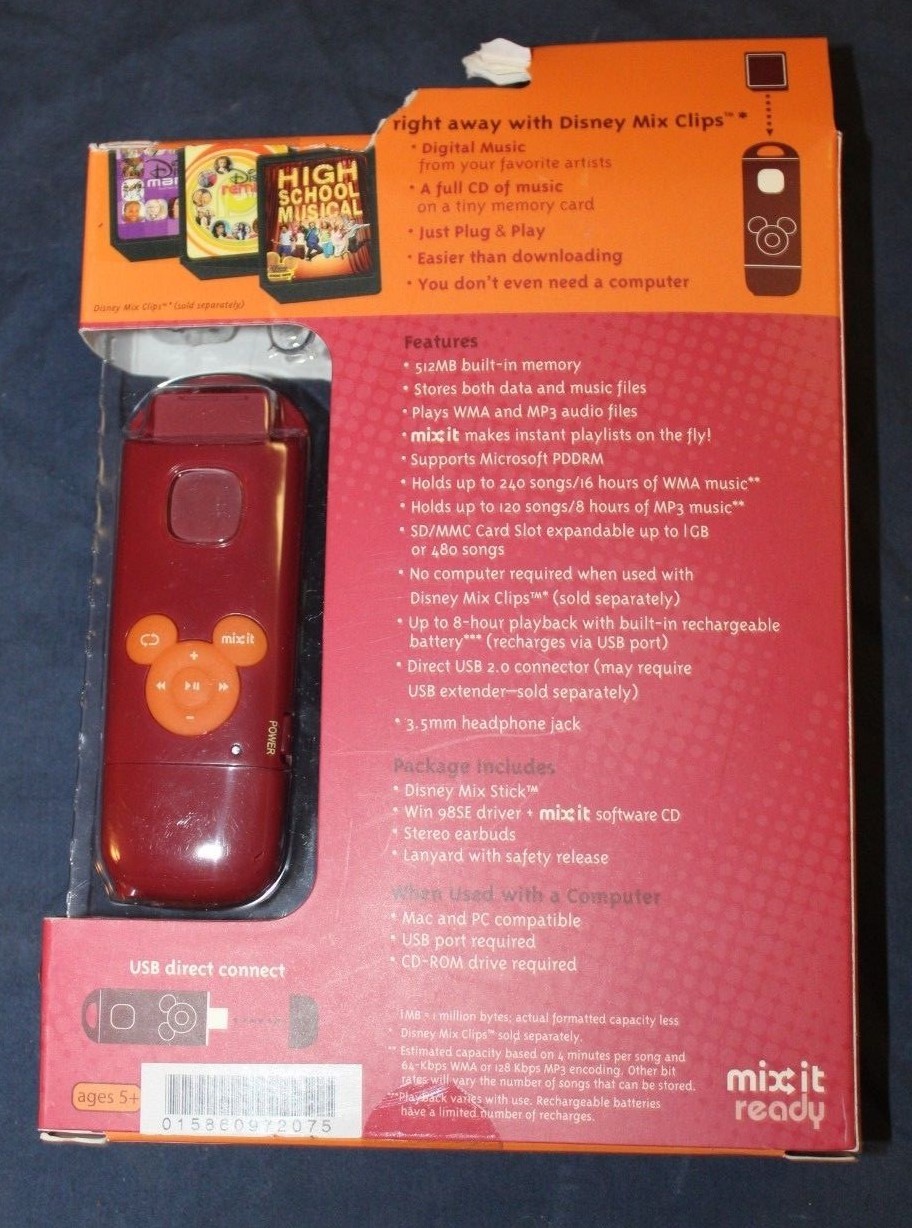 right away with Disney Mix Clips™*
• Digital Music
from your favorite artists
• A full CD of music
on a tiny memory card
• Just Plug & Play
• Easier than downloading
• You don't even need a computer
HIGH
SCHOOL
MUSICAL
Disney Mix Clips™* (sold separately)
Features
• 512MB built-in memory
• Stores both data and music files
• Plays WMA and MP3 audio files
• mix it makes instant playlists on the fly!
• Supports Microsoft PDDRM
• Holds up to 240 songs/16 hours of WMA music**
• Holds up to 120 songs/8 hours of MP3 music**
• SD/MMC Card Slot expandable up to 1GB
or 480 songs
• No computer required when used with
Disney Mix Clips™* (sold separately)
• Up to 8-hour playback with built-in rechargeable
battery*** (recharges via USB port)
• Direct USB 2.0 connector (may require
USB extender—sold separately)
• 3.5mm headphone jack
mix it
POWER
Package Includes
• Disney Mix Stick™
• Win 98SE driver + mix it software CD
• Stereo earbuds
• Lanyard with safety release
When Used with a Computer
• Mac and PC compatible
• USB port required
• CD-ROM drive required
USB direct connect
1MB = 1 million bytes; actual formatted capacity less
* Disney Mix Clips™ sold separately.
** Estimated capacity based on 4 minutes per song and
64-Kbps WMA or 128 Kbps MP3 encoding. Other bit
rates will vary the number of songs that can be stored.
*** Playback varies with use. Rechargeable batteries
have a limited number of recharges.
ages 5+
015860972075
mix it
ready